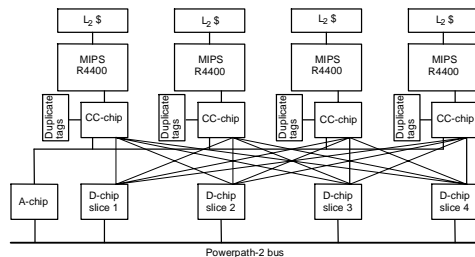 L2 $
L2 $
L2 $
L2 $
MIPS
R4400
MIPS
R4400
MIPS
R4400
MIPS
R4400
Duplicate
tags
CC-chip
Duplicate
tags
CC-chip
Duplicate
tags
CC-chip
Duplicate
tags
CC-chip
A-chip
D-chip
slice 1
D-chip
slice 2
D-chip
slice 3
D-chip
slice 4
Powerpath-2 bus